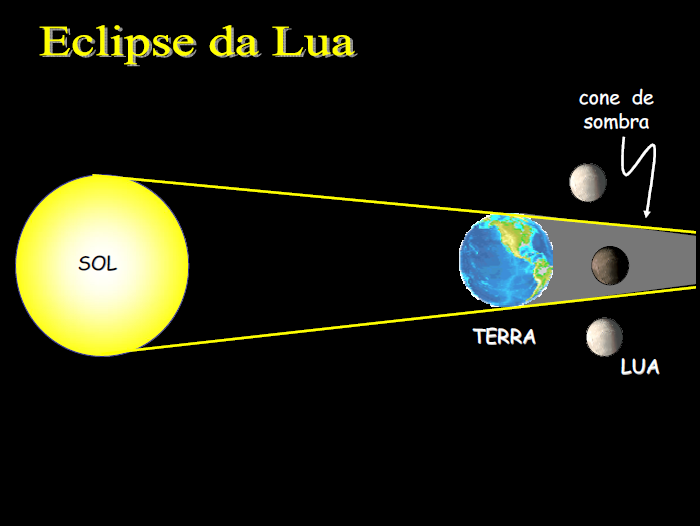 Eclipse da Lua
cone de
sombra
SOL
TERRA
LUA